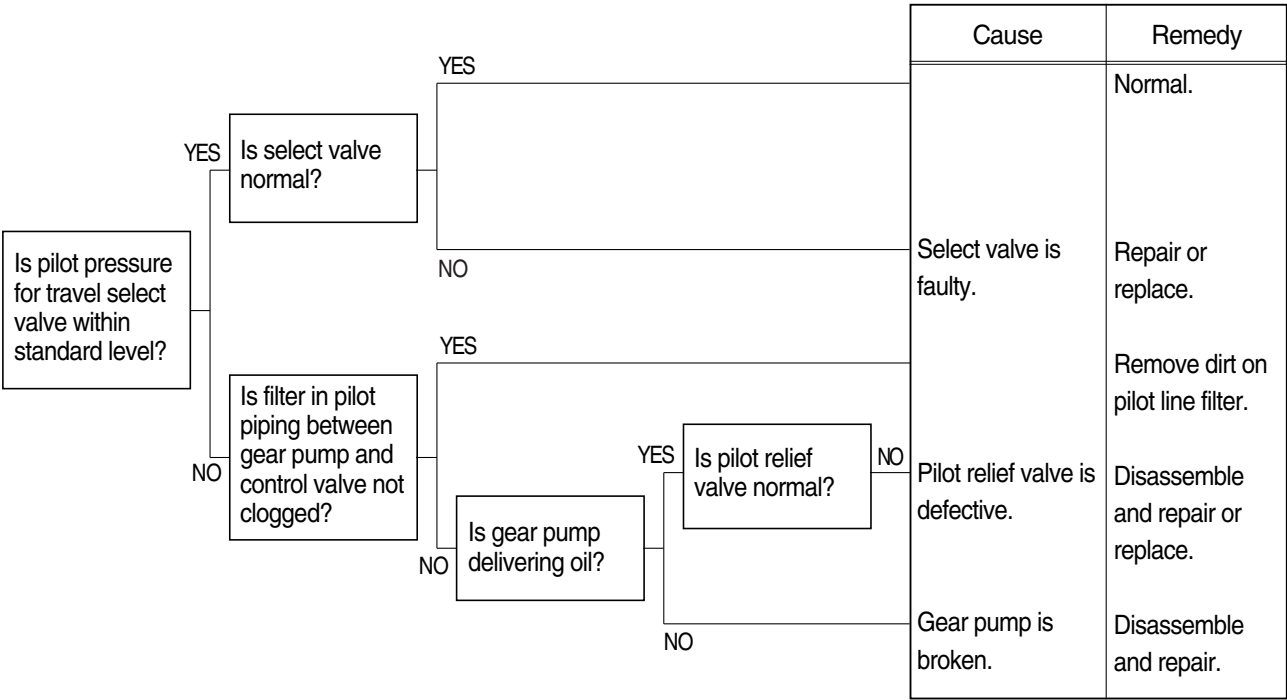 Cause
Remedy
YES
Normal.
YES
Is select valve
normal?
NO
Select valve is
faulty.
Repair or
replace.
Is pilot pressure
for travel select
valve within
standard level?
YES
Remove dirt on
pilot line filter.
NO
Is filter in pilot
piping between
gear pump and
control valve not
clogged?
YES
Is pilot relief
valve normal?
NO
Pilot relief valve is
defective.
Disassemble
and repair or
replace.
NO
Is gear pump
delivering oil?
NO
Gear pump is
broken.
Disassemble
and repair.